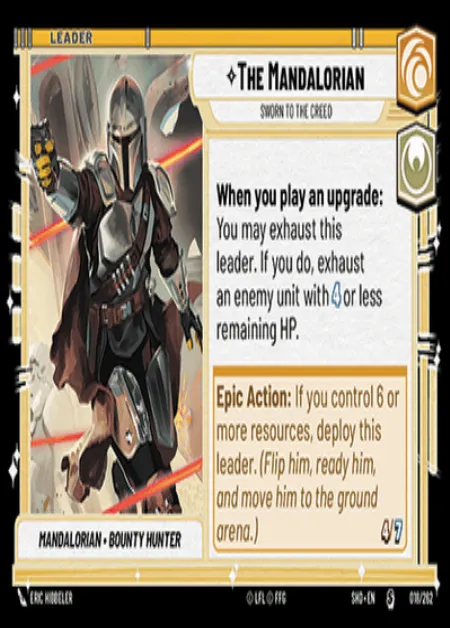 LEADER
THE MANDALORIAN
SWORN TO THE CREED
When you play an upgrade:
You may exhaust this
leader. If you do, exhaust
an enemy unit with 4 or less
remaining HP.
Epic Action: If you control 6 or
more resources, deploy this
leader. (Flip him, ready him,
and move him to the ground
arena.)
4/7
MANDALORIAN • BOUNTY HUNTER
ERIC HIBBELER
© LFL © FFG
SHD • EN
018/262